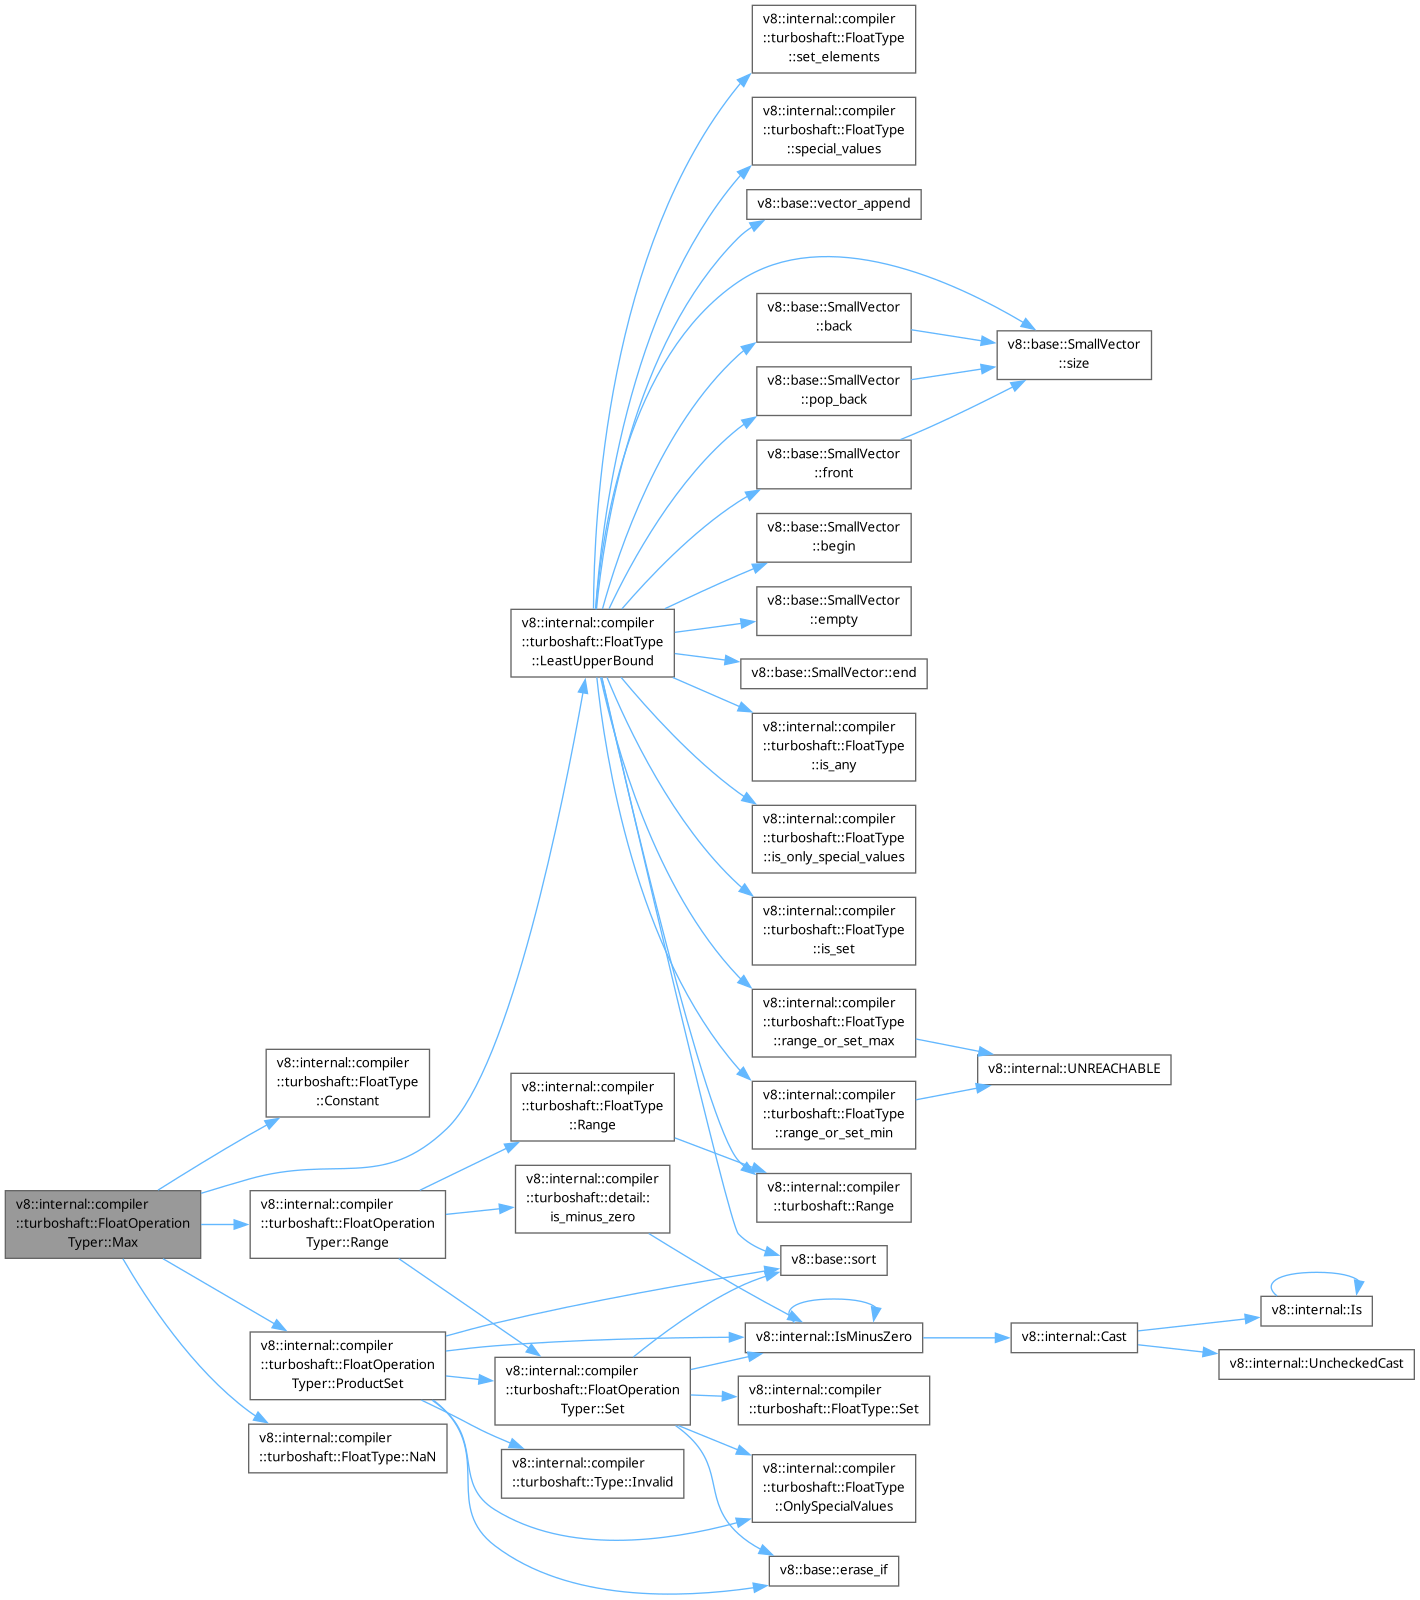 v8::internal::compiler
::turboshaft::FloatType
::set_elements
v8::internal::compiler
::turboshaft::FloatType
::special_values
v8::base::vector_append
v8::base::SmallVector
::back
v8::base::SmallVector
::size
v8::base::SmallVector
::pop_back
v8::base::SmallVector
::front
v8::base::SmallVector
::begin
v8::base::SmallVector
::empty
v8::internal::compiler
::turboshaft::FloatType
::LeastUpperBound
v8::base::SmallVector::end
v8::internal::compiler
::turboshaft::FloatType
::is_any
v8::internal::compiler
::turboshaft::FloatType
::is_only_special_values
v8::internal::compiler
::turboshaft::FloatType
::is_set
v8::internal::compiler
::turboshaft::FloatType
::range_or_set_max
v8::internal::UNREACHABLE
v8::internal::compiler
::turboshaft::FloatType
::range_or_set_min
v8::internal::compiler
::turboshaft::FloatType
::Constant
v8::internal::compiler
::turboshaft::FloatType
::Range
v8::internal::compiler
::turboshaft::detail::
is_minus_zero
v8::internal::compiler
::turboshaft::Range
v8::internal::compiler
::turboshaft::FloatOperation
Typer::Max
v8::internal::compiler
::turboshaft::FloatOperation
Typer::Range
v8::base::sort
v8::internal::IsMinusZero
v8::internal::Cast
v8::internal::Is
v8::internal::UncheckedCast
v8::internal::compiler
::turboshaft::FloatOperation
Typer::ProductSet
v8::internal::compiler
::turboshaft::FloatOperation
Typer::Set
v8::internal::compiler
::turboshaft::FloatType::Set
v8::internal::compiler
::turboshaft::FloatType::NaN
v8::internal::compiler
::turboshaft::Type::Invalid
v8::internal::compiler
::turboshaft::FloatType
::OnlySpecialValues
v8::base::erase_if